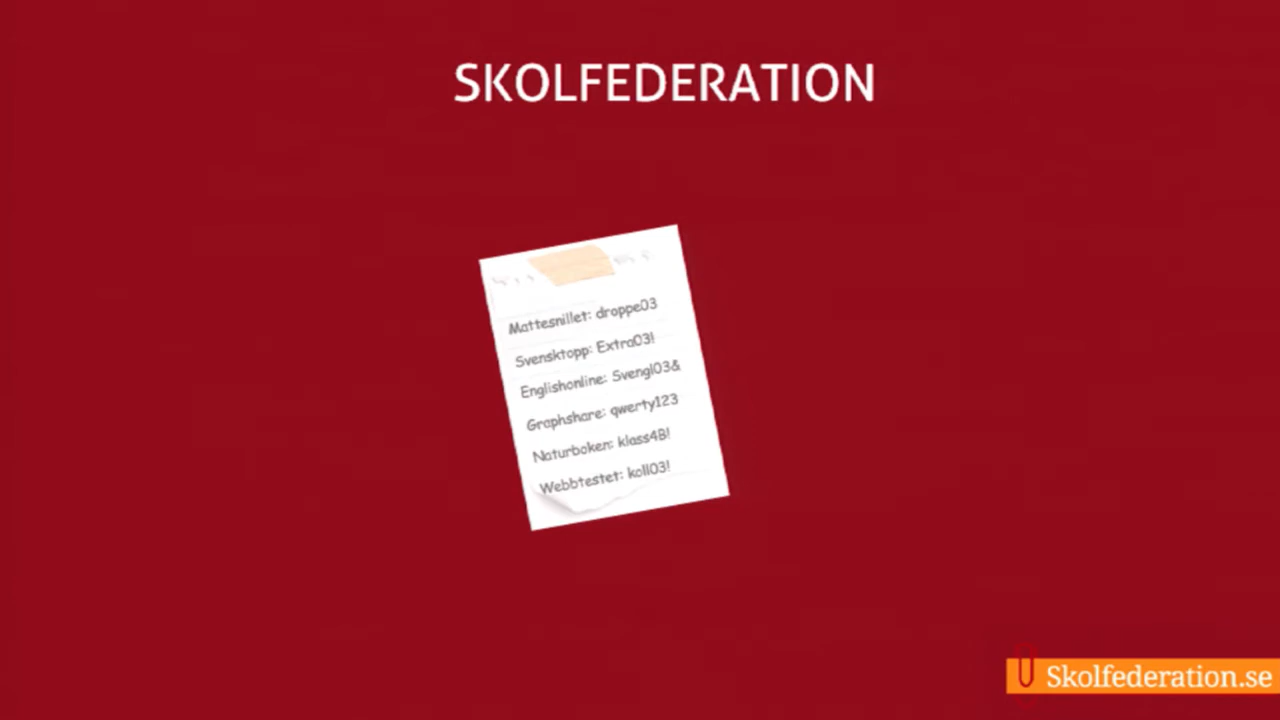 SKOLFEDERATION
Mattesnillet: droppe03
Svensktopp: Extra03!
Englishonline: Svengl03&
Graphshare: qwerty123
Naturboken: klass4B!
Webbtestet: koll03!
Skolfederation.se